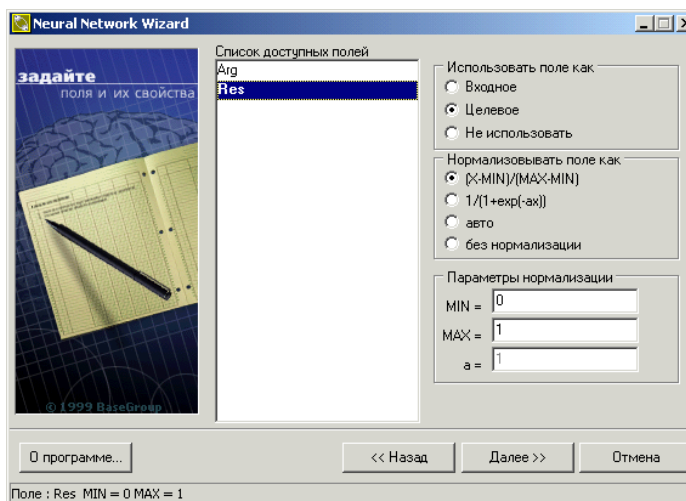 Neural Network Wizard
задайте
поля и их свойства
© 1999 BaseGroup
Список доступных полей
Arg
Res
Использовать поле как
Входное
Целевое
Не использовать
Нормализовывать поле как
(X-MIN)/(MAX-MIN)
1/(1+exp(-ax))
авто
без нормализации
Параметры нормализации
MIN = 0
MAX = 1
a = 1
О программе...
<< Назад
Далее >>
Отмена
Поле : Res MIN = 0 MAX = 1